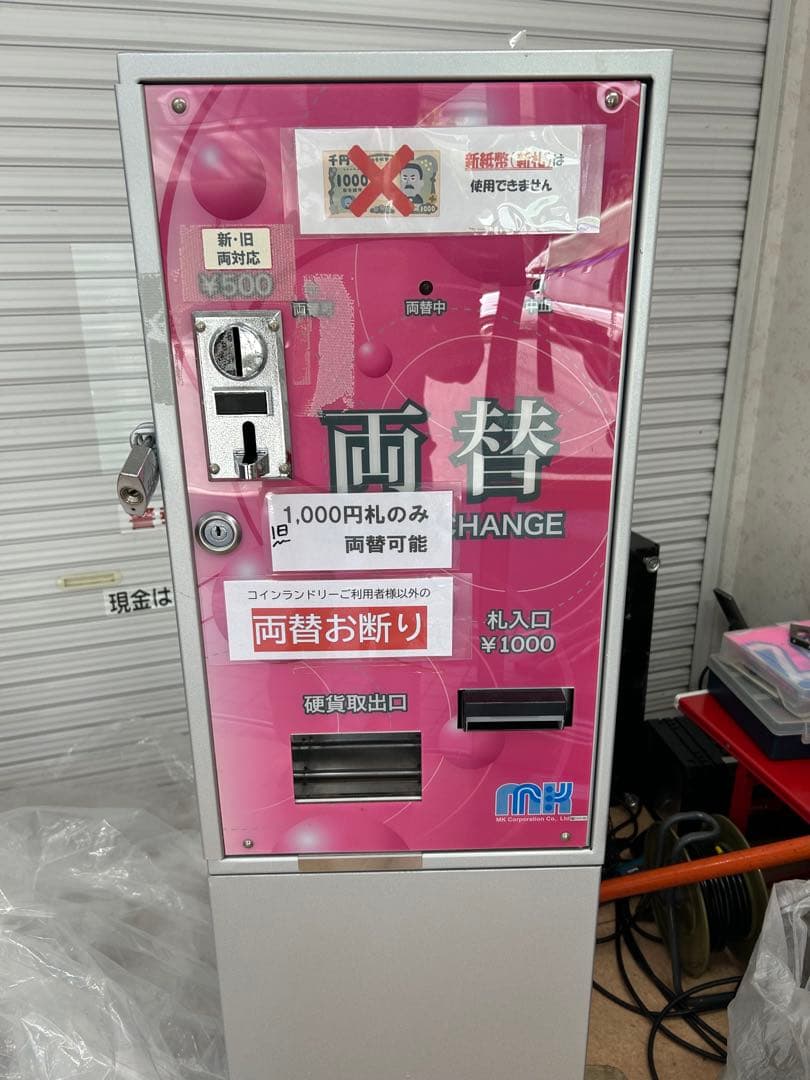 千円
1000
1000
新紙幣(新札)は
使用できません
新・旧
両対応
¥500
両替中
中止
両替
CHANGE
1,000円札のみ
旧
両替可能
コインランドリーご利用者様以外の
両替お断り
札入口
¥1000
硬貨取出口
現金は
MK
MK Corporation Co., Ltd